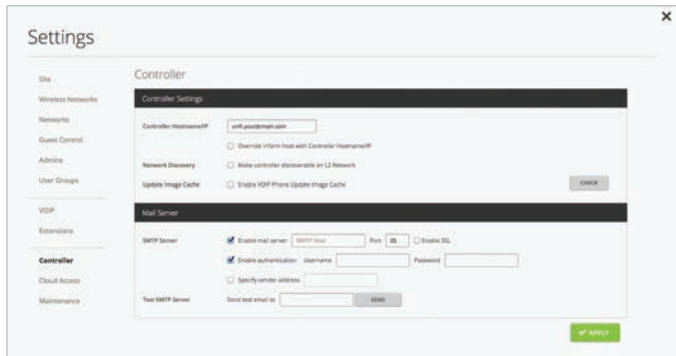 Settings
Site
Wireless Networks
Networks
Guest Control
Admins
User Groups
VOIP
Extensions
Controller
Cloud Access
Maintenance
Controller
Controller Settings
Controller Hostname/IP unifi.yourdomain.com
Override inform host with Controller Hostname/IP
Network Discovery Make controller discoverable on L2 Network
Update Image Cache Enable VOIP Phone Update Image Cache CHECK
Mail Server
SMTP Server Enable mail server SMTP Host Port 25 Enable SSL
Enable authentication Username Password
Specify sender address
Test SMTP Server Send test email to SEND
APPLY